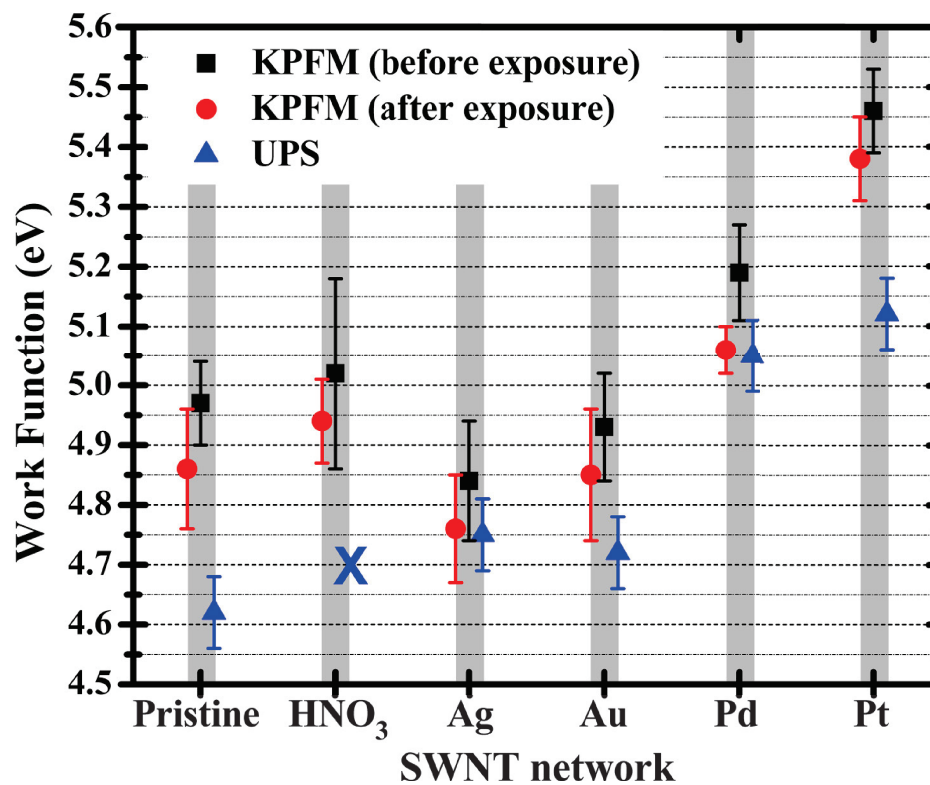 5.6
5.5
5.4
5.3
5.2
5.1
5.0
4.9
4.8
4.7
4.6
4.5
Work Function (eV)
KPFM (before exposure)
KPFM (after exposure)
UPS
X
Pristine HNO₃ Ag Au Pd Pt
SWNT network